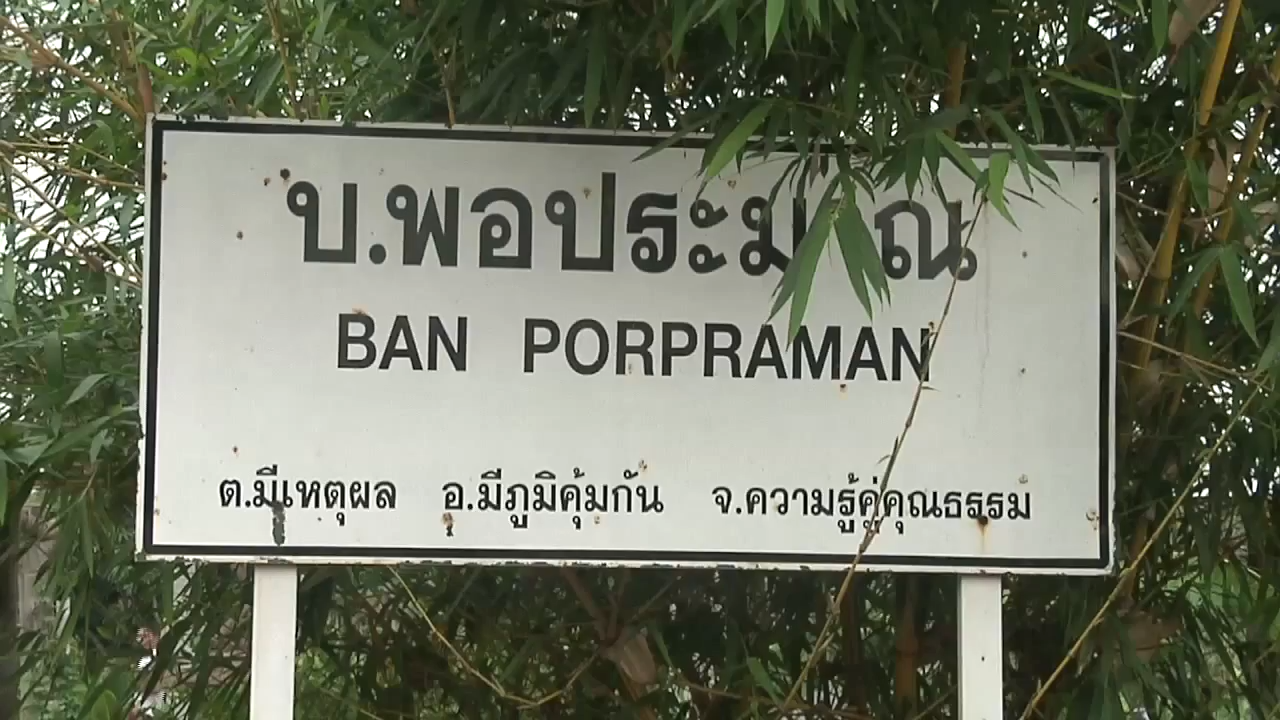 บ.พอประมาณ
BAN PORPRAMAN
ต.มีเหตุผล อ.มีภูมิคุ้มกัน จ.ความรู้คู่คุณธรรม